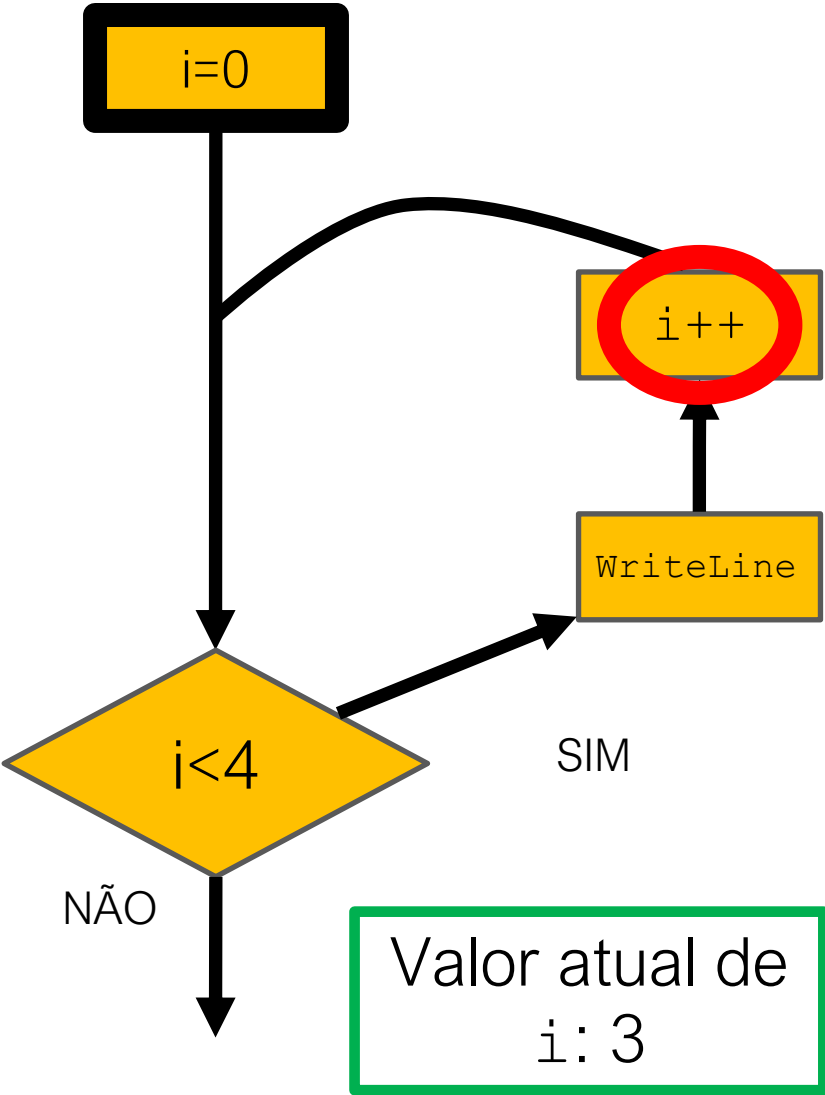 i=0
i++
WriteLine
i<4
SIM
NÃO
Valor atual de
i: 3